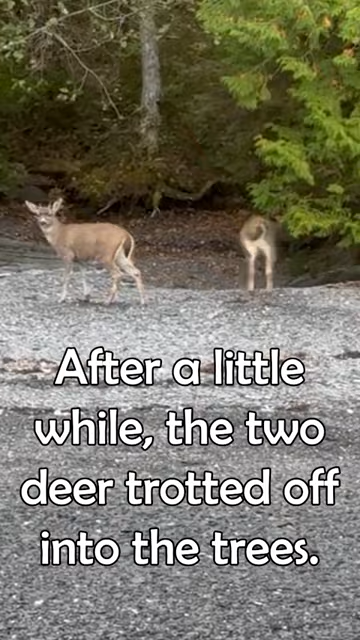 After a little
while, the two
deer trotted off
into the trees.